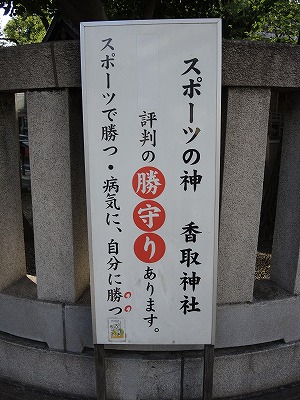 スポーツの神　香取神社
評判の勝守りあります。
スポーツで勝つ・病気に、自分に勝つ